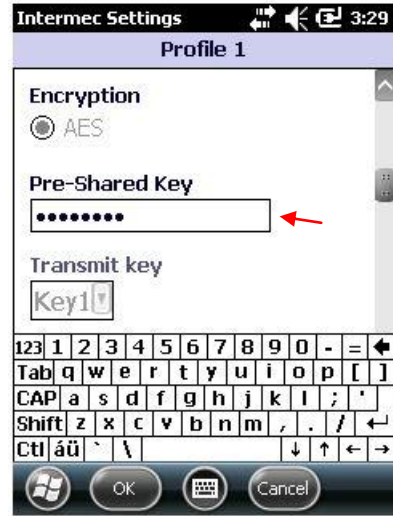 Intermec Settings 3:29
Profile 1
Encryption
AES
Pre-Shared Key
••••••••
Transmit key
Key1
123 1 2 3 4 5 6 7 8 9 0 - = 
Tab q w e r t y u i o p [ ]
CAP a s d f g h j k l ; '
Shift z x c v b n m , . / ↵
Ctl áü ` \ ↓ ↑ ← →
OK Cancel